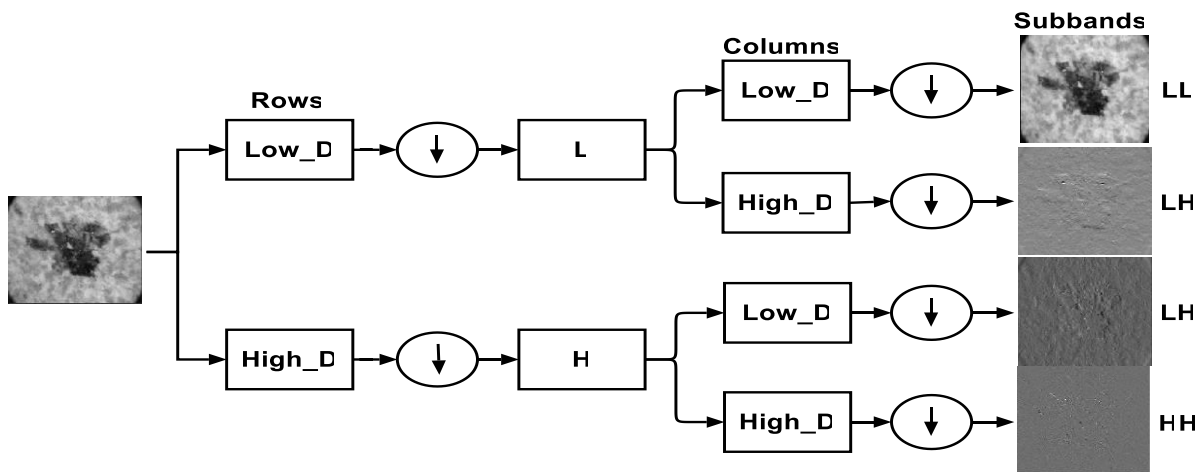 Subbands
Columns
Low_D
LL
Rows
Low_D
L
High_D
LH
Low_D
LH
High_D
H
High_D
HH